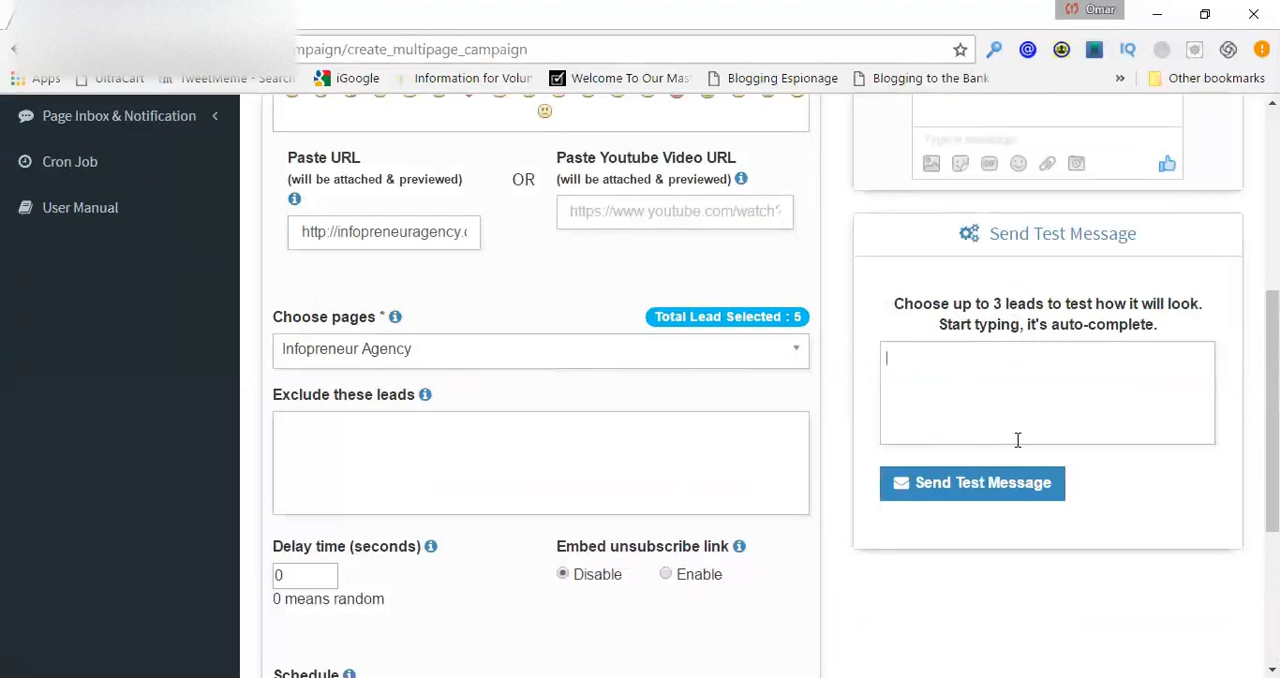 Omar
mpaign/create_multipage_campaign
Apps
UltraCart
TweetMeme - Search
iGoogle
Information for Volun
Welcome To Our Mas
Blogging Espionage
Blogging to the Bank
»
Other bookmarks
Page Inbox & Notification
Cron Job
User Manual
Paste URL
(will be attached & previewed)
http://infopreneuragency.c
OR
Paste Youtube Video URL
(will be attached & previewed)
https://www.youtube.com/watch?
Choose pages *
Total Lead Selected : 5
Infopreneur Agency
Exclude these leads
Delay time (seconds)
0
0 means random
Embed unsubscribe link
Disable
Enable
Schedule
Type a message...
GIF
Send Test Message
Choose up to 3 leads to test how it will look.
Start typing, it's auto-complete.
Send Test Message